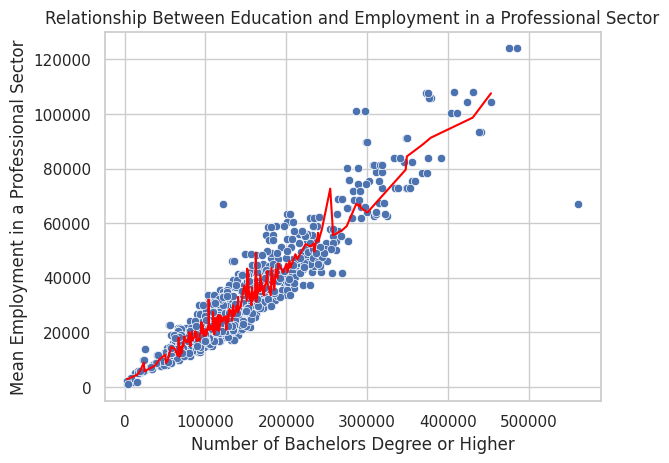 Relationship Between Education and Employment in a Professional Sector
Mean Employment in a Professional Sector
120000
100000
80000
60000
40000
20000
0
0 100000 200000 300000 400000 500000
Number of Bachelors Degree or Higher